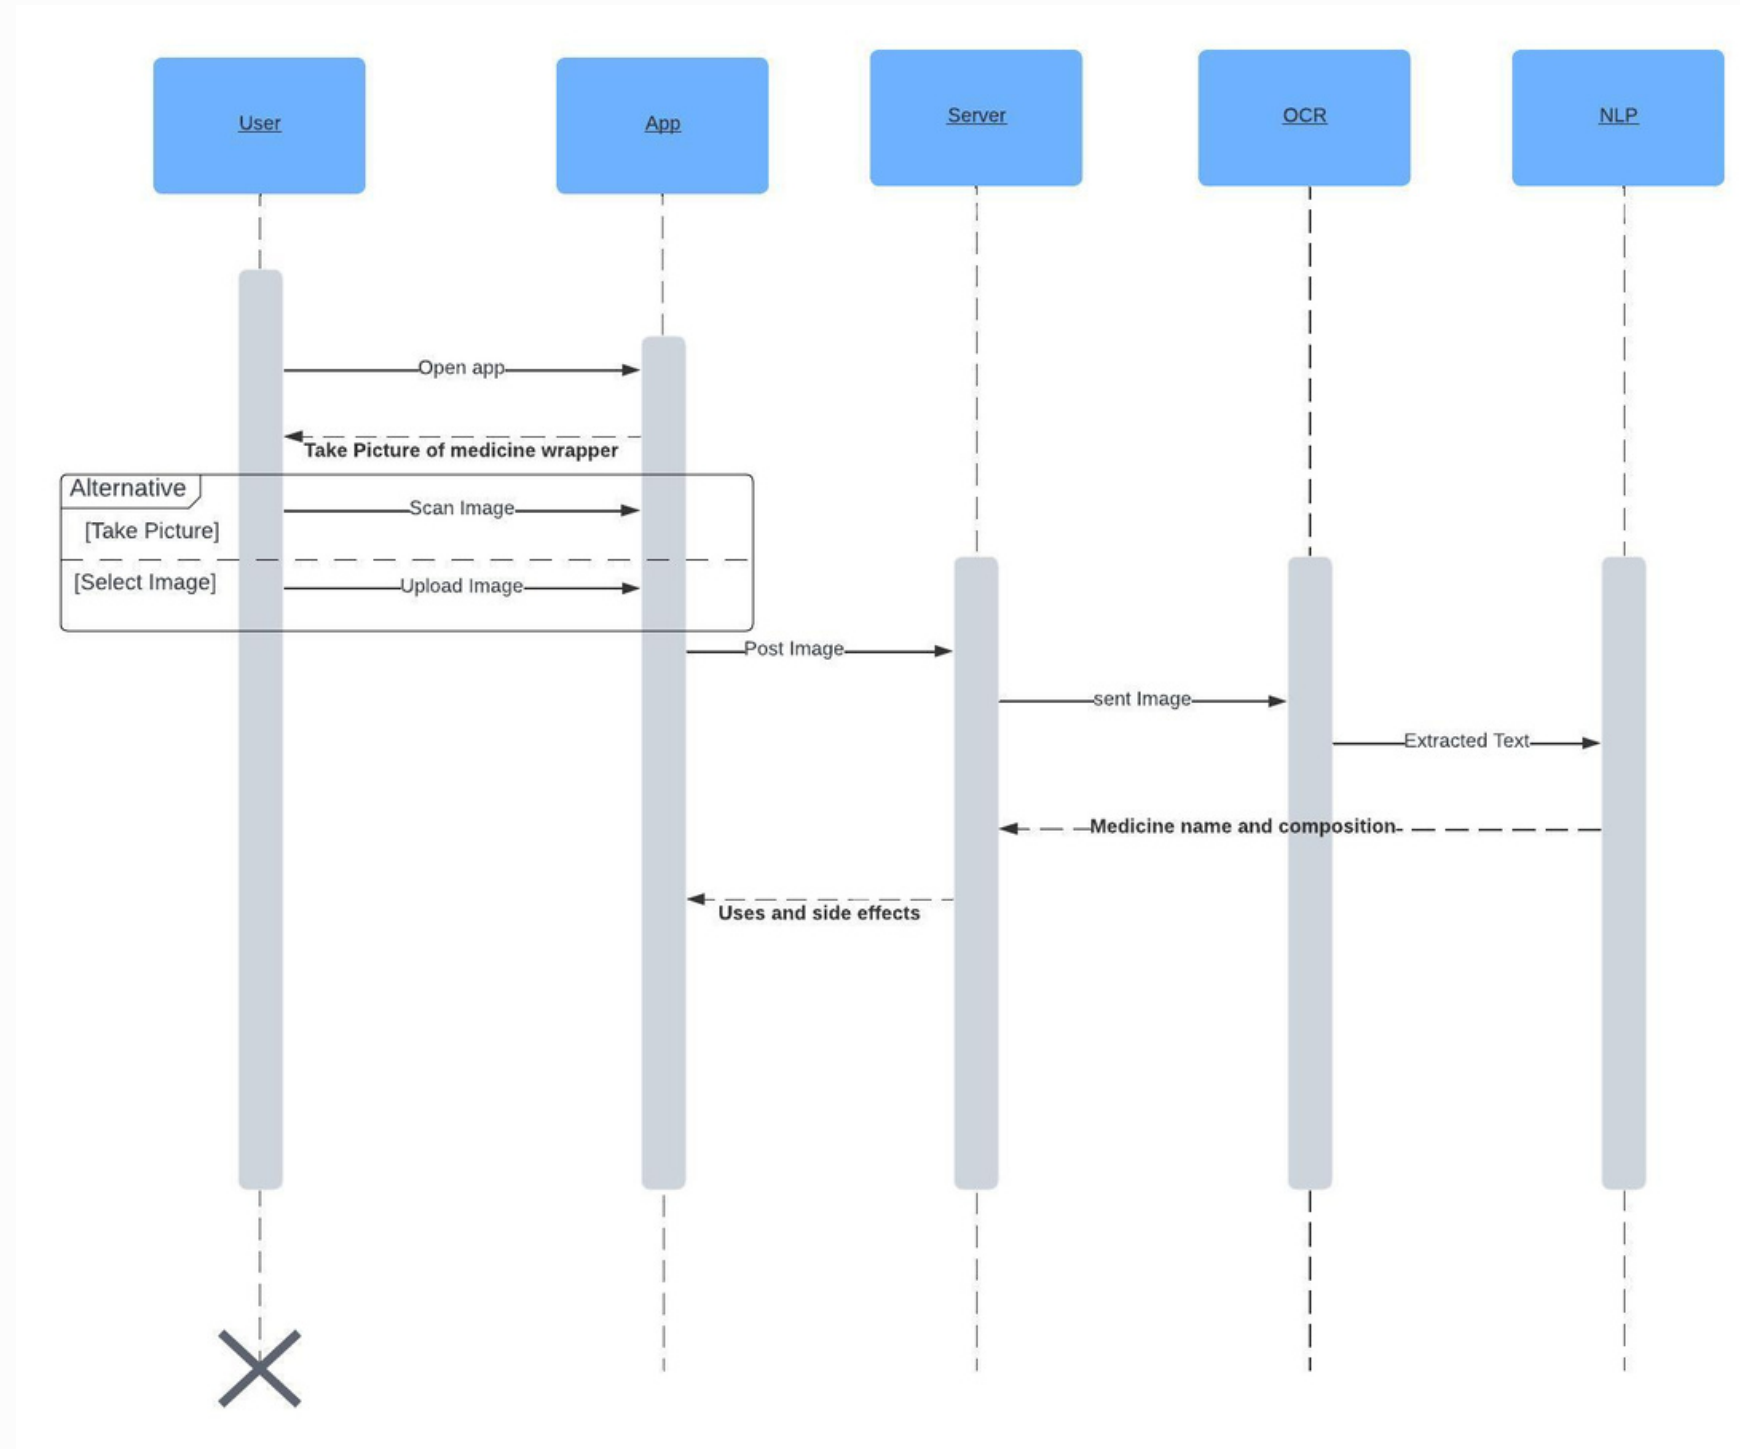 User
App
Server
OCR
NLP
Open app
Take Picture of medicine wrapper
Alternative
Scan Image
[Take Picture]
[Select Image]
Upload Image
Post Image
sent Image
Extracted Text
Medicine name and composition
Uses and side effects